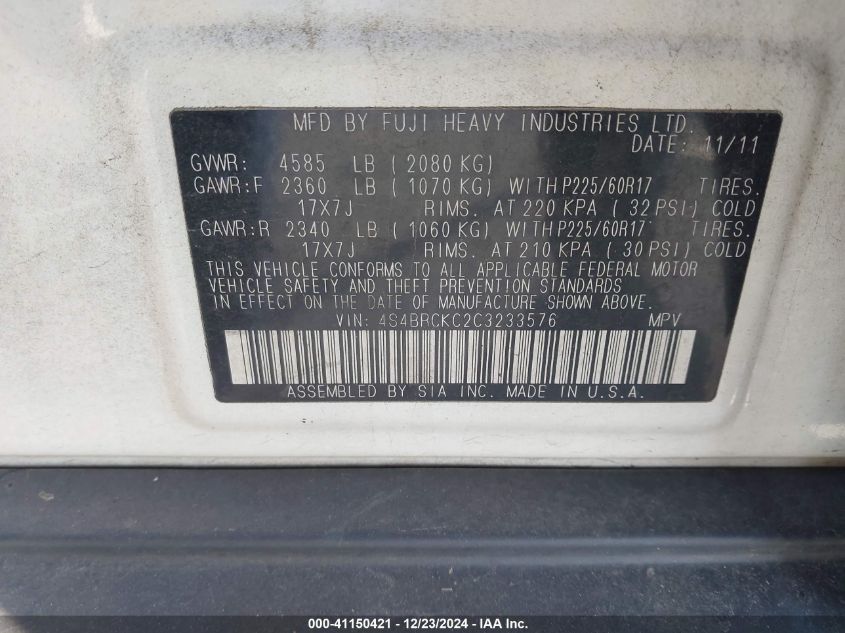 MFD BY FUJI HEAVY INDUSTRIES LTD.
DATE: 11/11
GVWR: 4585 LB (2080 KG)
GAWR:F 2360 LB (1070 KG) WITH P225/60R17 TIRES.
17X7J RIMS. AT 220 KPA (32 PSI) COLD
GAWR:R 2340 LB (1060 KG) WITH P225/60R17 TIRES.
17X7J RIMS. AT 210 KPA (30 PSI) COLD
THIS VEHICLE CONFORMS TO ALL APPLICABLE FEDERAL MOTOR
VEHICLE SAFETY AND THEFT PREVENTION STANDARDS
IN EFFECT ON THE DATE OF MANUFACTURE SHOWN ABOVE.
VIN: 4S4BRCKC2C3233576 MPV
ASSEMBLED BY SIA INC. MADE IN U.S.A.
000-41150421 - 12/23/2024 - IAA Inc.